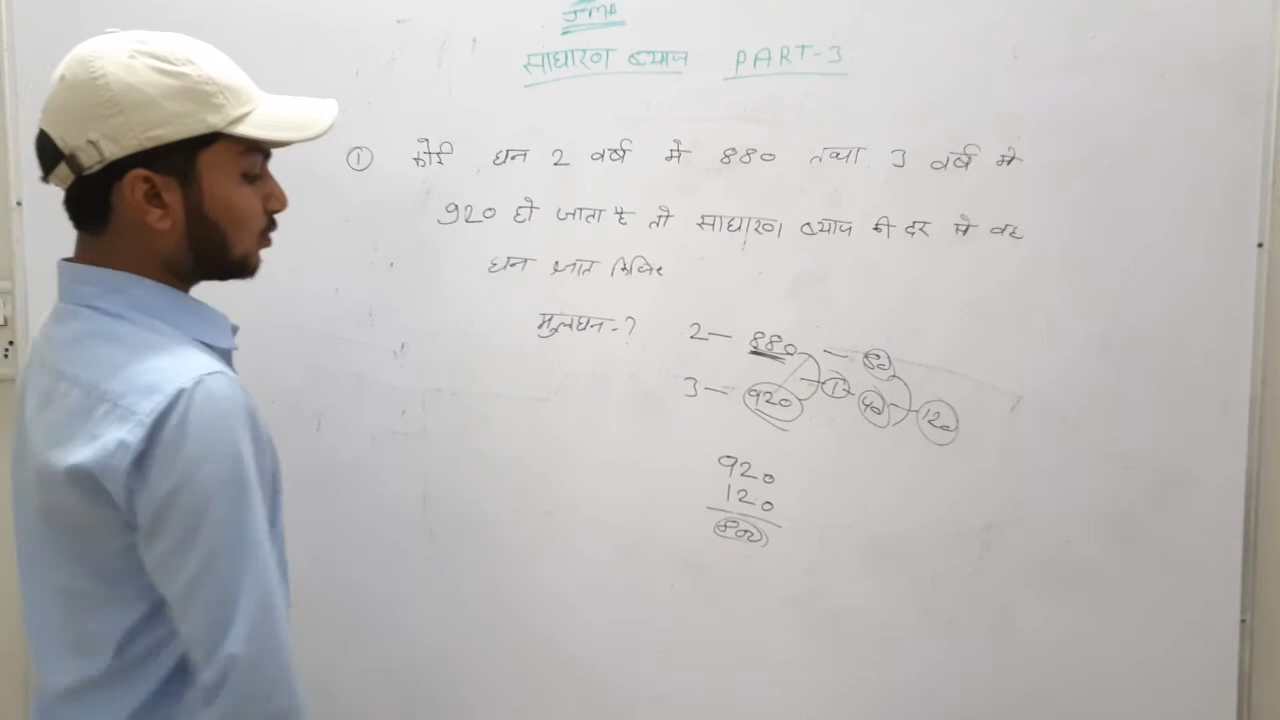 JMA
साधारण ब्याज PART-3
① कोई धन 2 वर्ष मे 880 तथा 3 वर्ष मे
920 हो जाता है तो साधारण ब्याज की दर से वह
धन ज्ञात किजिए
मुलधन - ?
2 — 880 — 80
3 — 920 1 — 40 — 120
920
120
800